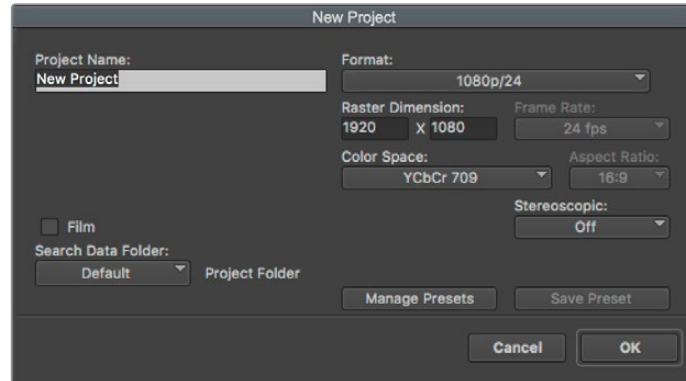 New Project
Project Name:
New Project
Format:
1080p/24
Raster Dimension:
Frame Rate:
1920 X 1080
24 fps
Color Space:
Aspect Ratio:
YCbCr 709
16:9
Stereoscopic:
Off
Film
Search Data Folder:
Default
Project Folder
Manage Presets
Save Preset
Cancel
OK